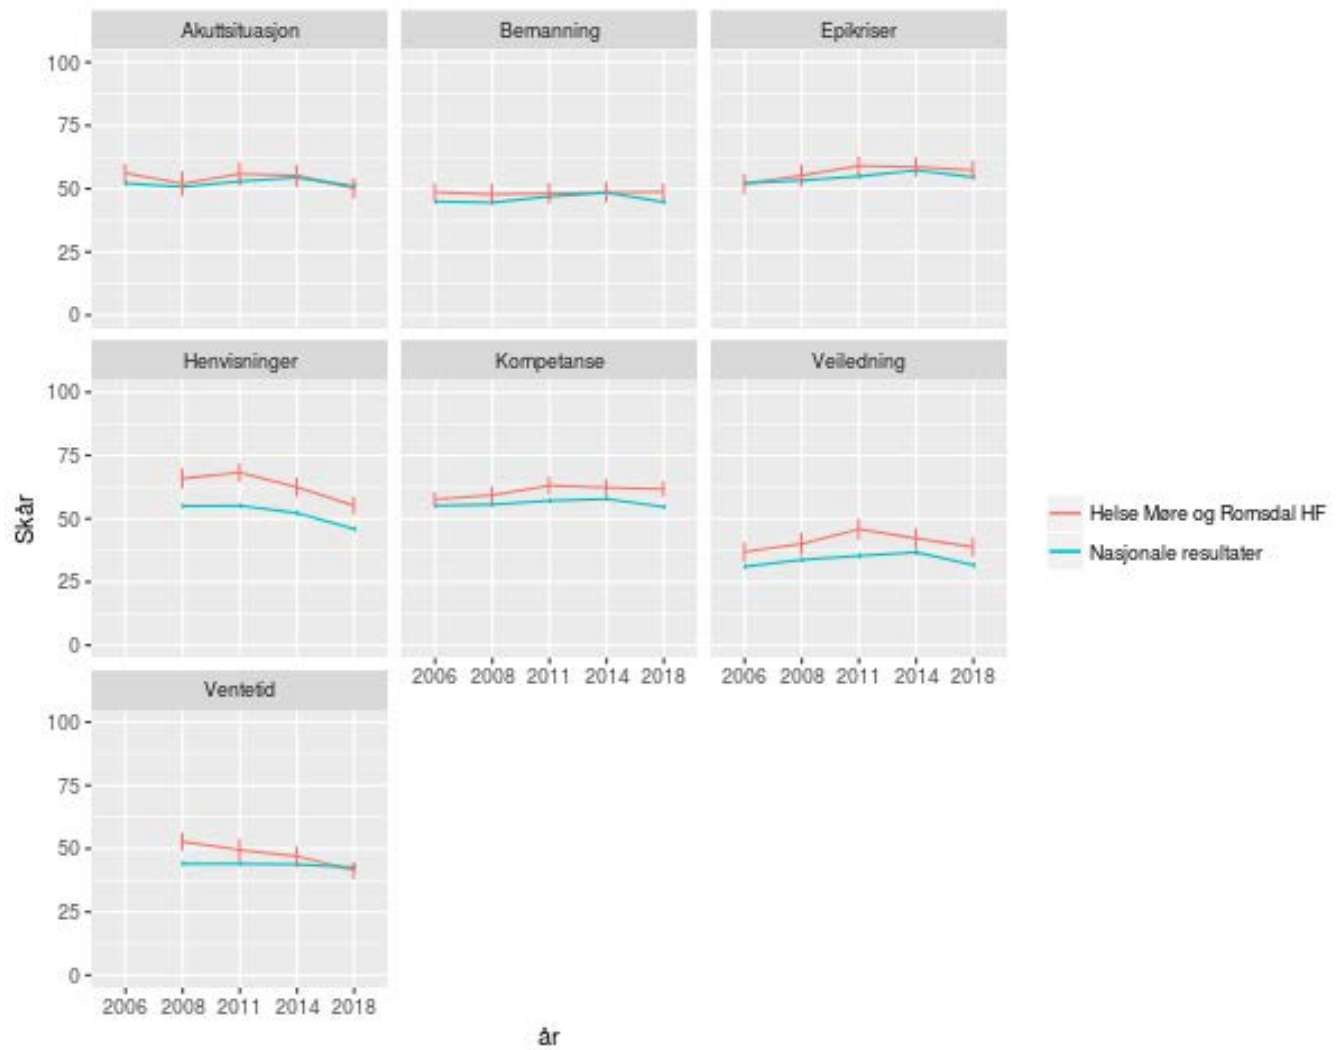 Akuttsituasjon Bemanning Epikriser
100
75
50
25
0
Henvisninger Kompetanse Veiledning
100
75
50
25
0
Skår
Helse Møre og Romsdal HF
Nasjonale resultater
2006 2008 2011 2014 2018 2006 2008 2011 2014 2018
Ventetid
100
75
50
25
0
2006 2008 2011 2014 2018
år